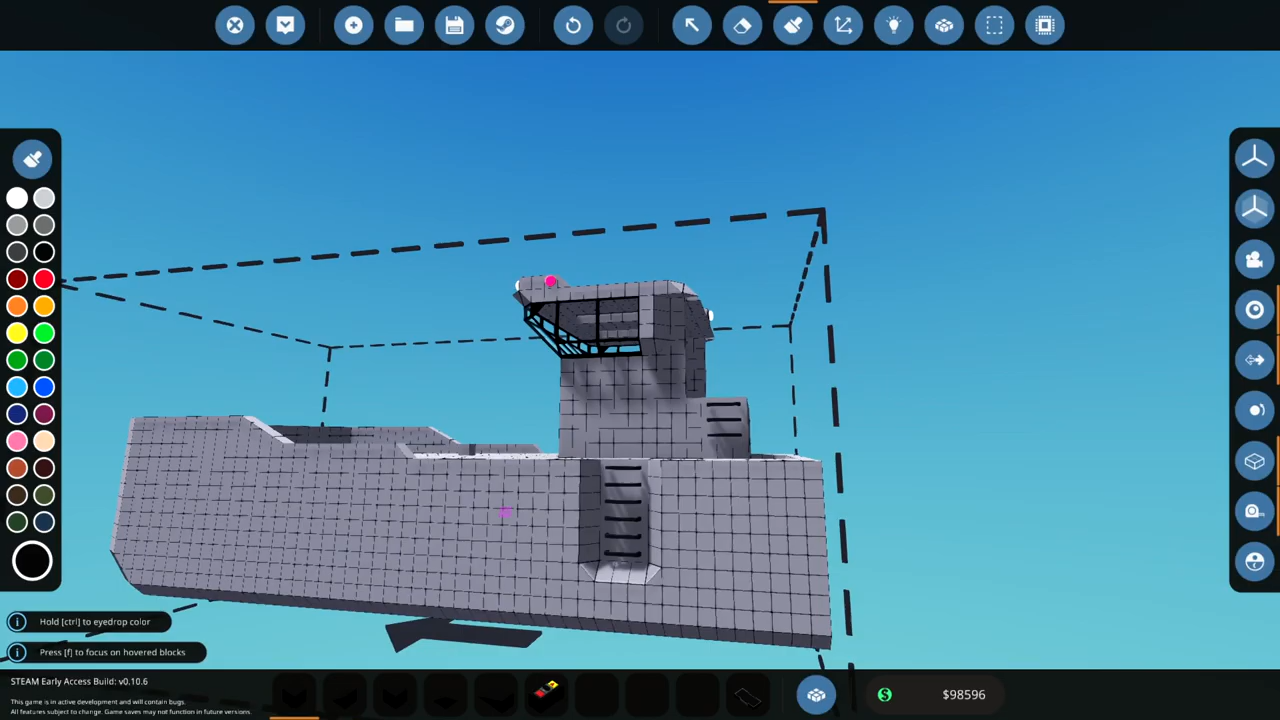 Hold [ctrl] to eyedrop color
Press [f] to focus on hovered blocks
STEAM Early Access Build: v0.10.6
This game is in active development and will contain bugs.
All features subject to change. Game saves may not function in future versions.
$98596